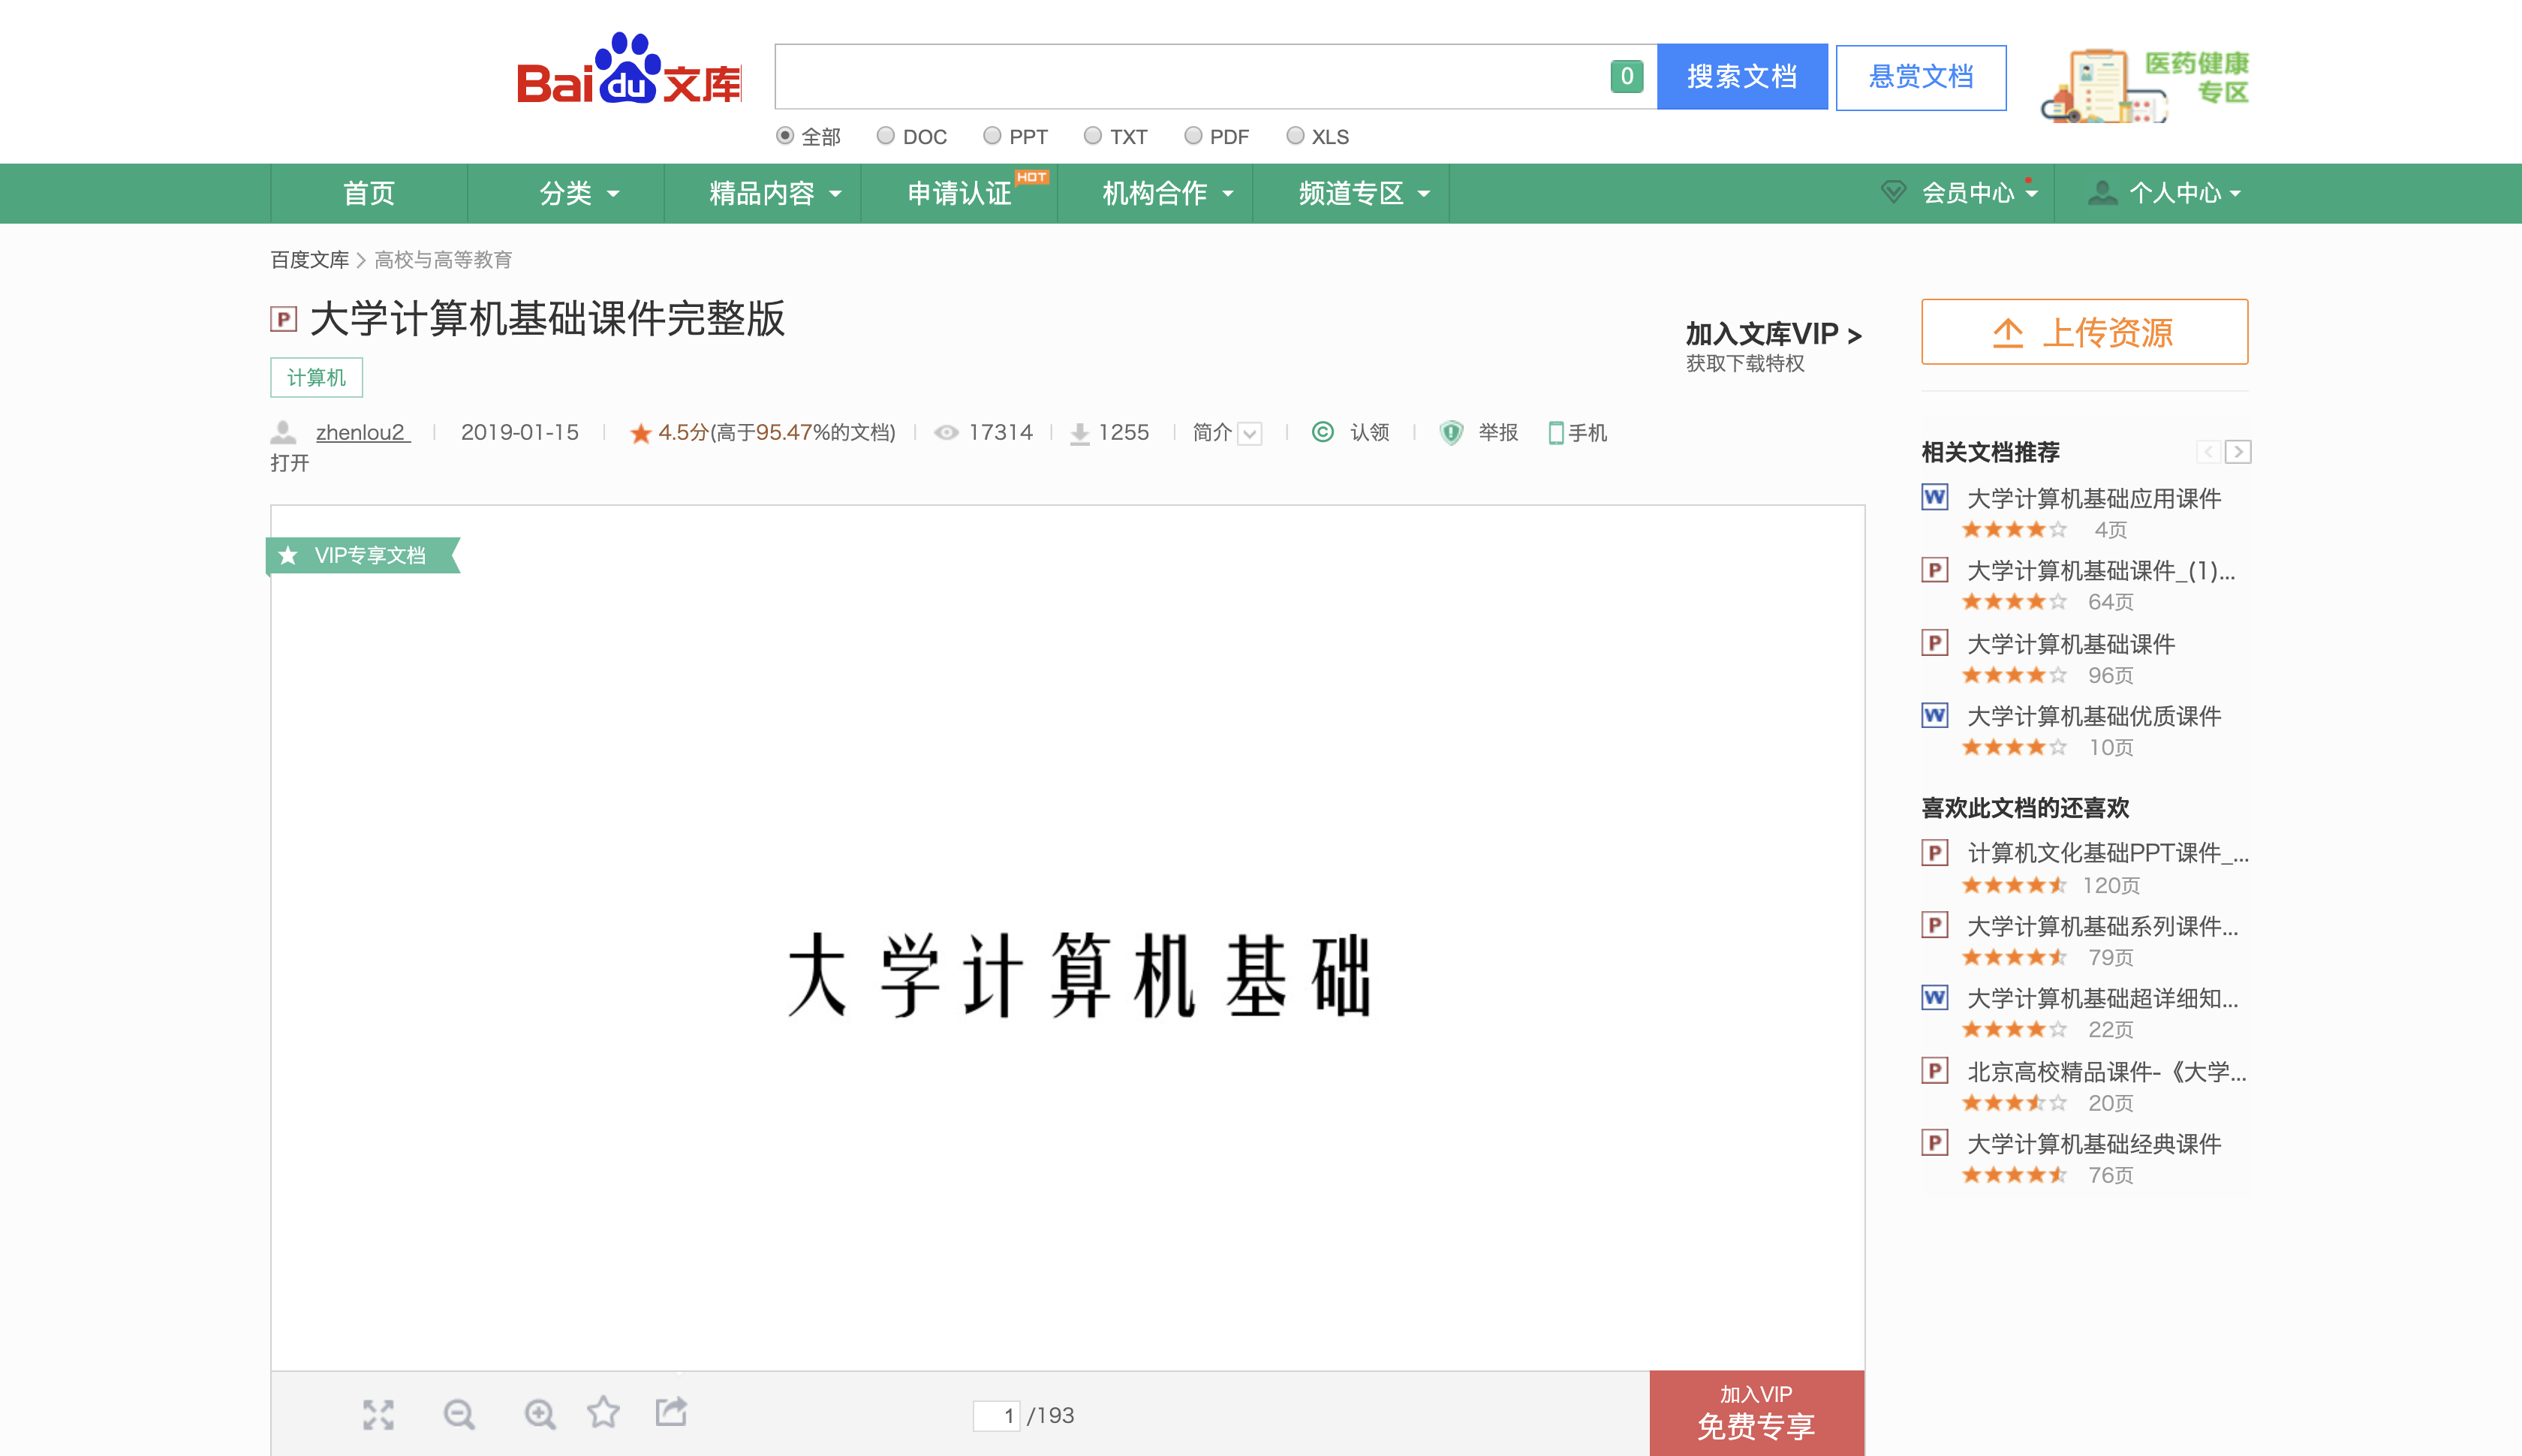 Baidu文库
0
搜索文档
悬赏文档
医药健康
专区
全部 DOC PPT TXT PDF XLS
首页 分类 精品内容 申请认证 HOT 机构合作 频道专区 会员中心 个人中心
百度文库 > 高校与高等教育
P 大学计算机基础课件完整版
计算机
加入文库VIP >
获取下载特权
上传资源
zhenlou2 2019-01-15 4.5分(高于95.47%的文档) 17314 1255 简介 认领 举报 手机
打开
VIP专享文档
大学计算机基础
1 /193
加入VIP
免费专享
相关文档推荐
W 大学计算机基础应用课件
4页
P 大学计算机基础课件_(1)...
64页
P 大学计算机基础课件
96页
W 大学计算机基础优质课件
10页
喜欢此文档的还喜欢
P 计算机文化基础PPT课件_...
120页
P 大学计算机基础系列课件...
79页
W 大学计算机基础超详细知...
22页
P 北京高校精品课件-《大学...
20页
P 大学计算机基础经典课件
76页